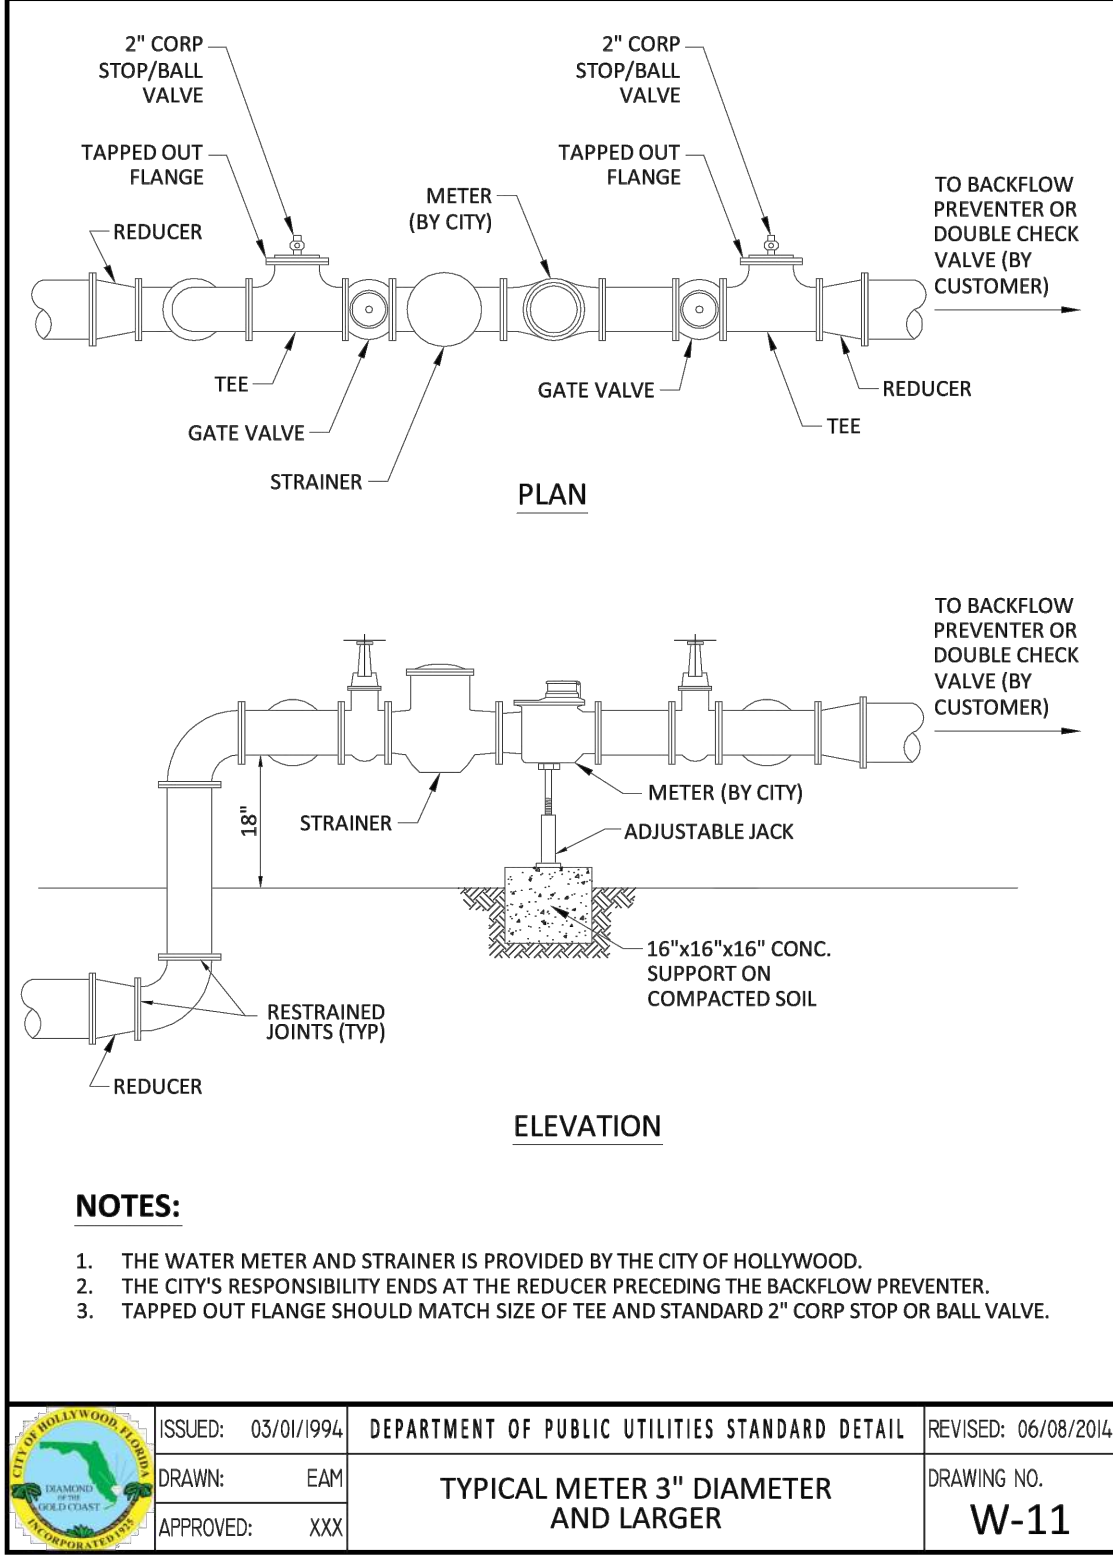 2" CORP
STOP/BALL
VALVE
2" CORP
STOP/BALL
VALVE
TAPPED OUT
FLANGE
TAPPED OUT
FLANGE
METER
(BY CITY)
REDUCER
TO BACKFLOW
PREVENTER OR
DOUBLE CHECK
VALVE (BY
CUSTOMER)
TEE
GATE VALVE
REDUCER
GATE VALVE
TEE
STRAINER
PLAN
TO BACKFLOW
PREVENTER OR
DOUBLE CHECK
VALVE (BY
CUSTOMER)
18"
STRAINER
METER (BY CITY)
ADJUSTABLE JACK
16"x16"x16" CONC.
SUPPORT ON
COMPACTED SOIL
RESTRAINED
JOINTS (TYP)
REDUCER
ELEVATION
NOTES:
1. THE WATER METER AND STRAINER IS PROVIDED BY THE CITY OF HOLLYWOOD.
2. THE CITY'S RESPONSIBILITY ENDS AT THE REDUCER PRECEDING THE BACKFLOW PREVENTER.
3. TAPPED OUT FLANGE SHOULD MATCH SIZE OF TEE AND STANDARD 2" CORP STOP OR BALL VALVE.
CITY OF HOLLYWOOD, FLORIDA
DIAMOND
OF THE
GOLD COAST
INCORPORATED 1925
ISSUED: 03/01/1994
DRAWN: EAM
APPROVED: XXX
DEPARTMENT OF PUBLIC UTILITIES STANDARD DETAIL
TYPICAL METER 3" DIAMETER
AND LARGER
REVISED: 06/08/2014
DRAWING NO.
W-11